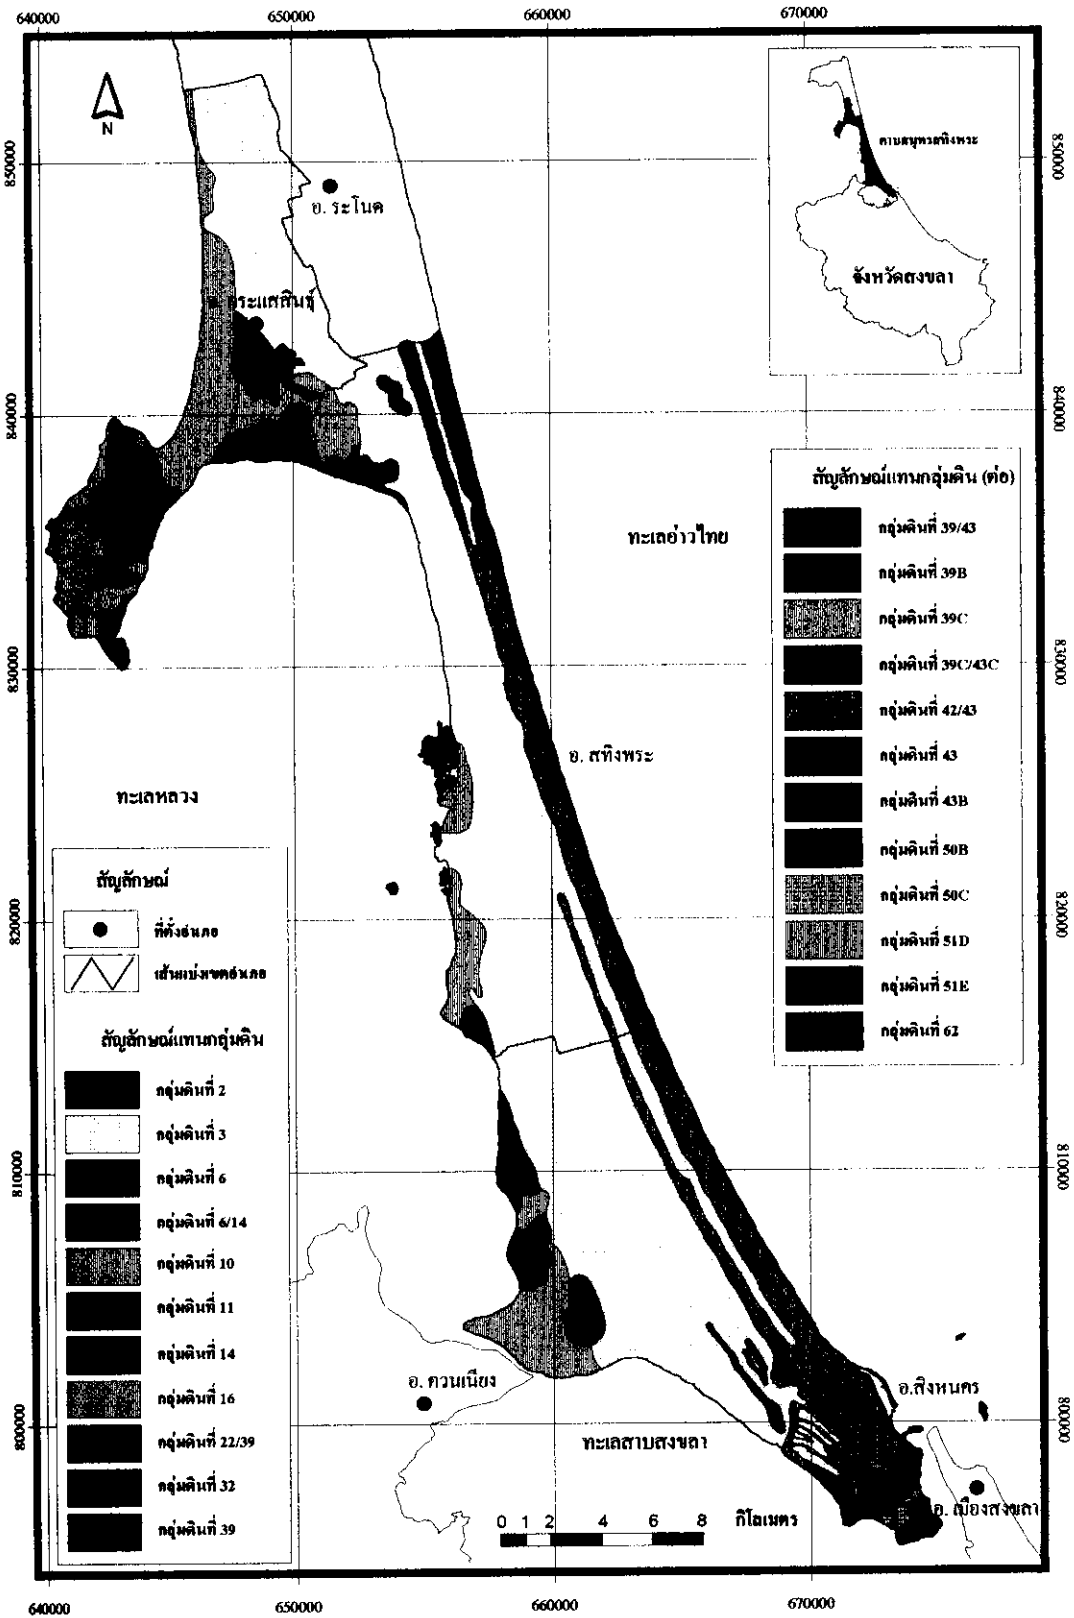 640000
650000
660000
670000
850000
840000
830000
820000
810000
800000
850000
840000
830000
820000
810000
800000
N
อ. ระโนด
กระแสสินธุ์
คาบสมุทรสทิงพระ
จังหวัดสงขลา
ทะเลอ่าวไทย
อ. สทิงพระ
ทะเลหลวง
อ. ควนเนียง
อ.สิงหนคร
ทะเลสาบสงขลา
อ. เมืองสงขลา
สัญลักษณ์
ที่ตั้งอำเภอ
เส้นแบ่งเขตอำเภอ
สัญลักษณ์แทนกลุ่มดิน
กลุ่มดินที่ 2
กลุ่มดินที่ 3
กลุ่มดินที่ 6
กลุ่มดินที่ 6/14
กลุ่มดินที่ 10
กลุ่มดินที่ 11
กลุ่มดินที่ 14
กลุ่มดินที่ 16
กลุ่มดินที่ 22/39
กลุ่มดินที่ 32
กลุ่มดินที่ 39
สัญลักษณ์แทนกลุ่มดิน (ต่อ)
กลุ่มดินที่ 39/43
กลุ่มดินที่ 39B
กลุ่มดินที่ 39C
กลุ่มดินที่ 39C/43C
กลุ่มดินที่ 42/43
กลุ่มดินที่ 43
กลุ่มดินที่ 43B
กลุ่มดินที่ 50B
กลุ่มดินที่ 50C
กลุ่มดินที่ 51D
กลุ่มดินที่ 51E
กลุ่มดินที่ 62
0 1 2 4 6 8 กิโลเมตร
640000
650000
660000
670000